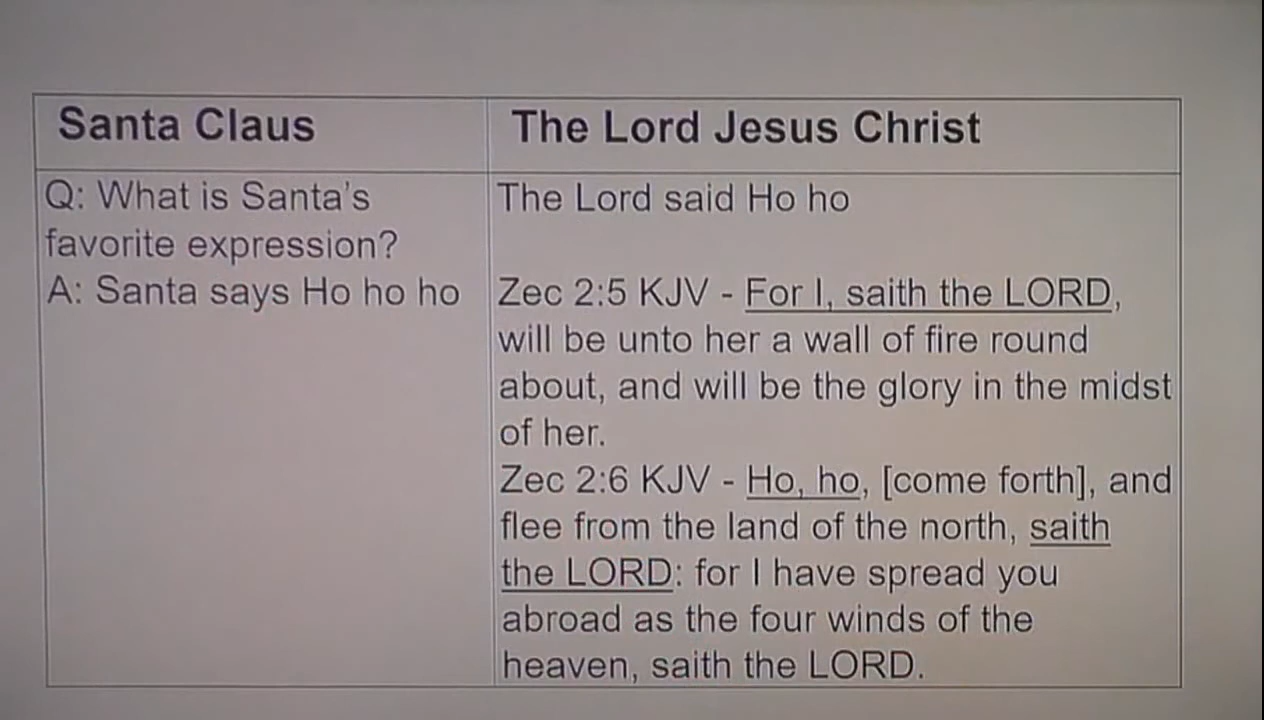 Santa Claus
The Lord Jesus Christ
Q: What is Santa's
favorite expression?
A: Santa says Ho ho ho
The Lord said Ho ho
Zec 2:5 KJV - For I, saith the LORD,
will be unto her a wall of fire round
about, and will be the glory in the midst
of her.
Zec 2:6 KJV - Ho, ho, [come forth], and
flee from the land of the north, saith
the LORD: for I have spread you
abroad as the four winds of the
heaven, saith the LORD.